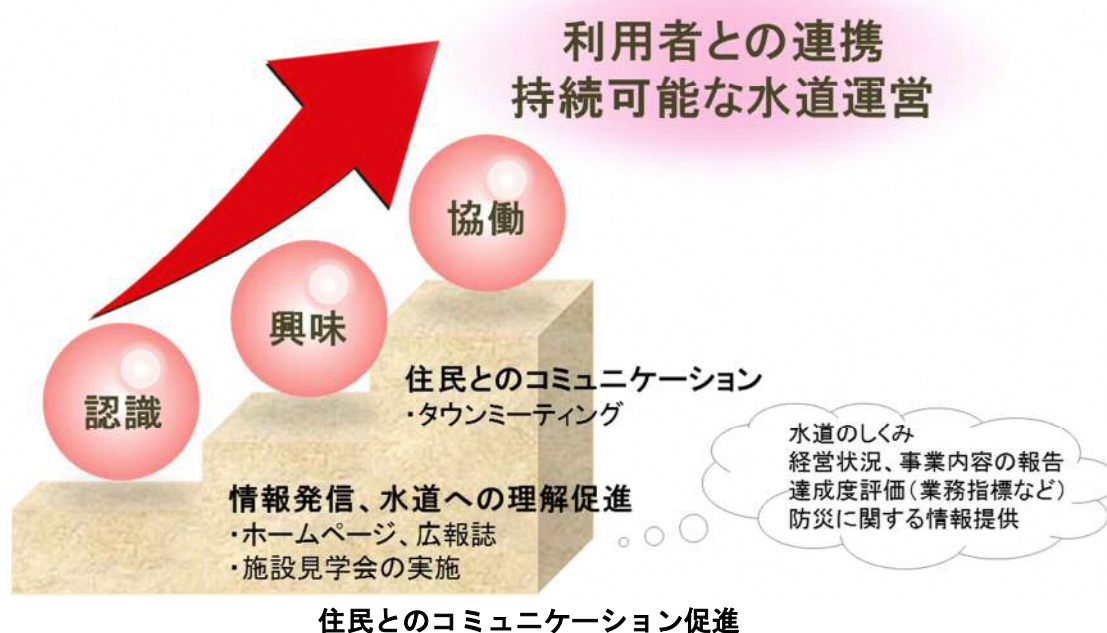 利用者との連携
持続可能な水道運営
協働
興味
認識
住民とのコミュニケーション
・タウンミーティング
情報発信、水道への理解促進
・ホームページ、広報誌
・施設見学会の実施
水道のしくみ
経営状況、事業内容の報告
達成度評価(業務指標など)
防災に関する情報提供
住民とのコミュニケーション促進